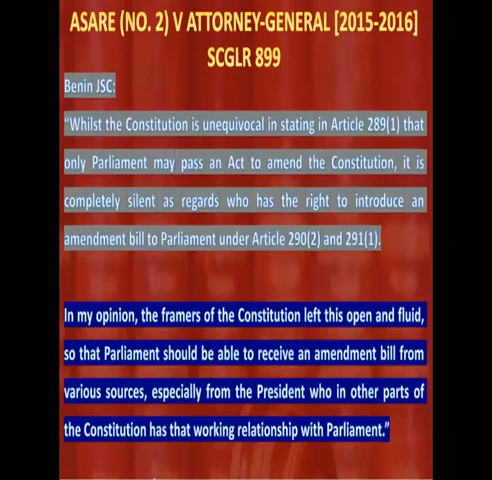 ASARE (NO. 2) V ATTORNEY-GENERAL [2015-2016]
SCGLR 899
Benin JSC:
“Whilst the Constitution is unequivocal in stating in Article 289(1) that
only Parliament may pass an Act to amend the Constitution, it is
completely silent as regards who has the right to introduce an
amendment bill to Parliament under Article 290(2) and 291(1).
In my opinion, the framers of the Constitution left this open and fluid,
so that Parliament should be able to receive an amendment bill from
various sources, especially from the President who in other parts of
the Constitution has that working relationship with Parliament.”